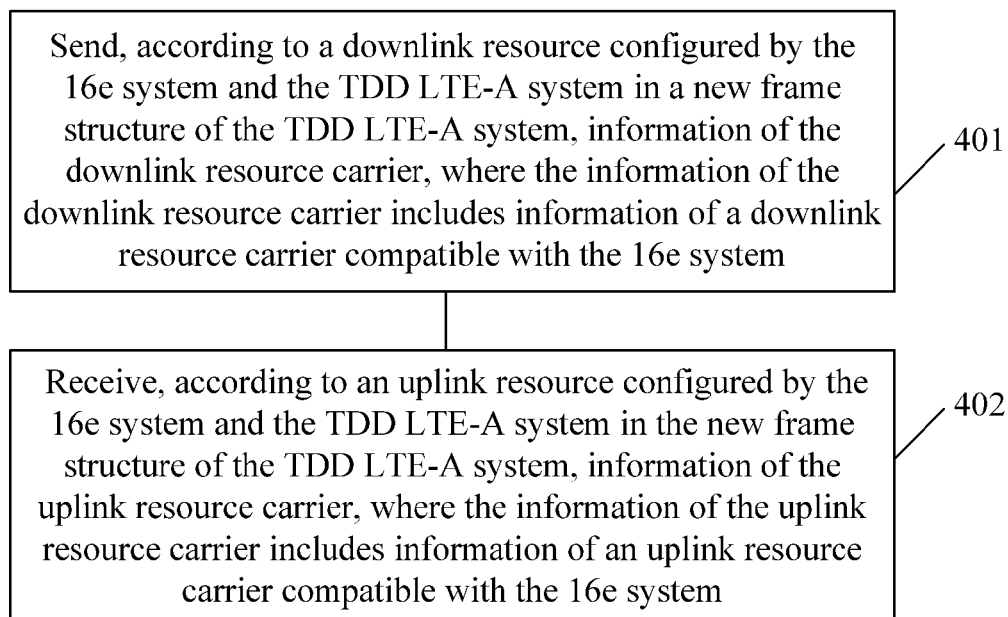 Send, according to a downlink resource configured by the
16e system and the TDD LTE-A system in a new frame
structure of the TDD LTE-A system, information of the
downlink resource carrier, where the information of the
downlink resource carrier includes information of a downlink
resource carrier compatible with the 16e system
401
Receive, according to an uplink resource configured by the
16e system and the TDD LTE-A system in the new frame
structure of the TDD LTE-A system, information of the
uplink resource carrier, where the information of the uplink
resource carrier includes information of an uplink resource
carrier compatible with the 16e system
402